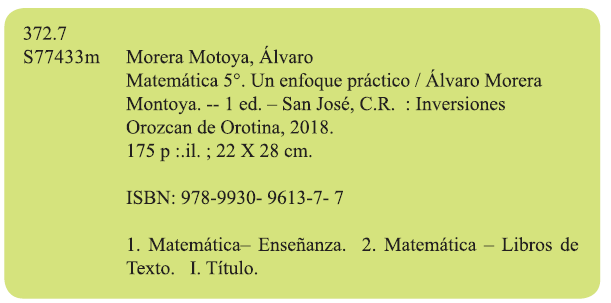 372.7
S77433m Morera Motoya, Álvaro
Matemática 5°. Un enfoque práctico / Álvaro Morera
Montoya. -- 1 ed. – San José, C.R. : Inversiones
Orozcan de Orotina, 2018.
175 p :.il. ; 22 X 28 cm.
ISBN: 978-9930- 9613-7- 7
1. Matemática– Enseñanza. 2. Matemática – Libros de
Texto. I. Título.